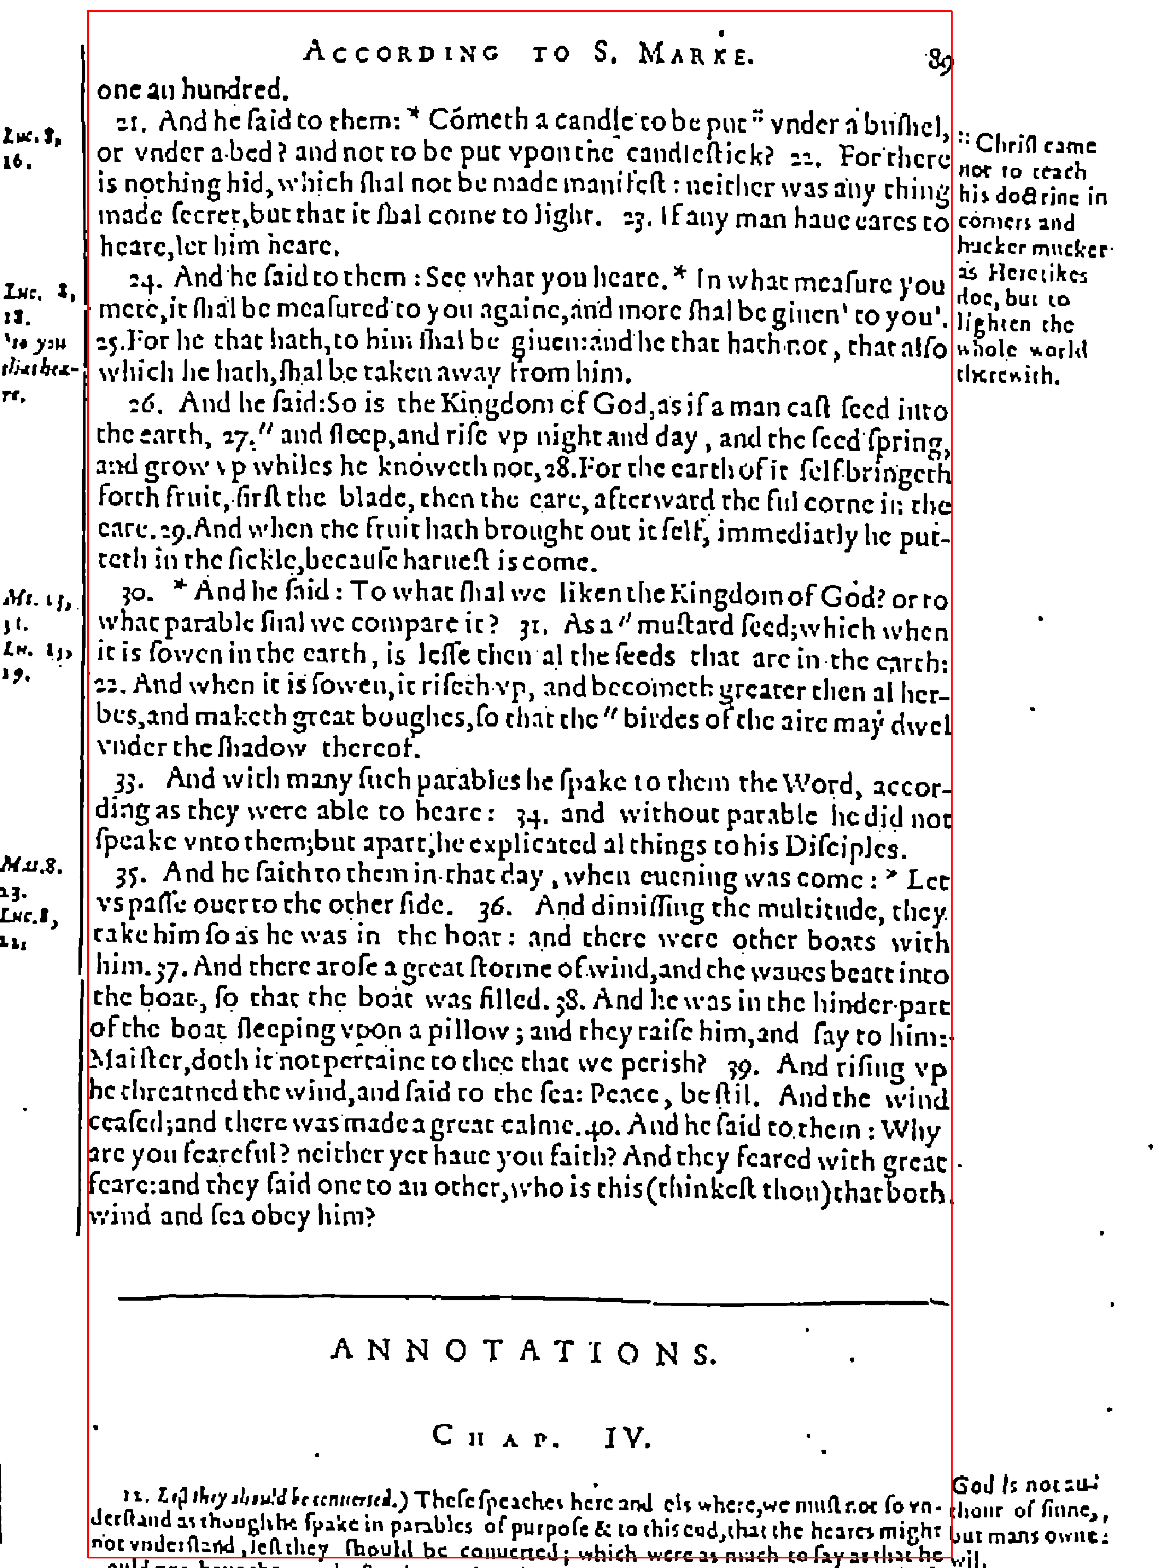 ACCORDING TO S. MARKE. 89
one an hundred.
21. And he ſaid to them: * Cómeth a candle to be put " vnder a buſhel,
or vnder a bed? and not to be put vpon the candleſtick? 22. For there
is nothing hid, which ſhal not be made manifeſt: neither was any thing
made ſecret, but that it ſhal come to light. 23. If any man haue eares to
heare, let him heare.
24. And he ſaid to them: See what you heare. * In what meaſure you
mete, it ſhal be meaſured to you againe, and more ſhal be giuen' to you'.
25. For he that hath, to him ſhal be giuen: and he that hath not, that alſo
which he hath, ſhal be taken away from him.
26. And he ſaid: So is the Kingdom of God, as if a man caſt ſeed into
the earth, 27. " and ſleep, and riſe vp night and day, and the ſeed ſpring,
and grow vp whiles he knoweth not, 28. For the earth of it ſelf bringeth
forth fruit, firſt the blade, then the eare, afterward the ful corne in the
eare. 29. And when the fruit hath brought out it ſelf, immediatly he put-
teth in the ſickle, becauſe harueſt is come.
30. * And he ſaid: To what ſhal we liken the Kingdom of God? or to
what parable ſhal we compare it? 31. As a " muſtard ſeed; which when
it is ſowen in the earth, is leſſe then al the ſeeds that are in the earth:
32. And when it is ſowen, it riſeth vp, and becometh greater then al her-
bes, and maketh great boughes, ſo that the " birdes of the aire may dwel
vnder the ſhadow thereof.
33. And with many ſuch parables he ſpake to them the Word, accor-
ding as they were able to heare: 34. and without parable he did not
ſpeake vnto them; but apart, he explicated al things to his Diſciples.
35. And he ſaith to them in that day, when euening was come: * Let
vs paſſe ouer to the other ſide. 36. And dimiſſing the multitude, they
take him ſo as he was in the boat: and there were other boats with
him. 37. And there aroſe a great ſtorme of wind, and the waues beat into
the boat, ſo that the boat was filled. 38. And he was in the hinder part
of the boat ſleeping vpon a pillow; and they raiſe him, and ſay to him:
Maiſter, doth it not pertaine to thee that we perish? 39. And riſing vp
he threatned the wind, and ſaid to the ſea: Peace, be ſtil. And the wind
ceaſed; and there was made a great calme. 40. And he ſaid to them: Why
are you feareful? neither yet haue you faith? And they feared with great
feare: and they ſaid one to an other, who is this (thinkeſt thou) that both
wind and ſea obey him?
Luc. 8,
16.
Luc. 8,
18.
'to you
that hea-
re.
Mt. 13,
31.
Lu. 13,
19.
Mat. 8.
23.
Luc. 8,
22.
:: Chriſt came
not to teach
his doctrine in
corners and
hucker mucker
as Heretikes
doe, but to
lighten the
whole world
therewith.
ANNOTATIONS.
CHAP. IV.
12. Leſt they should be conuerted.) Theſe ſpeaches here and els where, we muſt not ſo vn-
derſtand as though he ſpake in parables of purpoſe & to this end, that the heares might
not vnderſtand, leſt they should be conuerted; which were as much to ſay as that he
God is not au-
thour of ſinne,
but mans owne
wil.